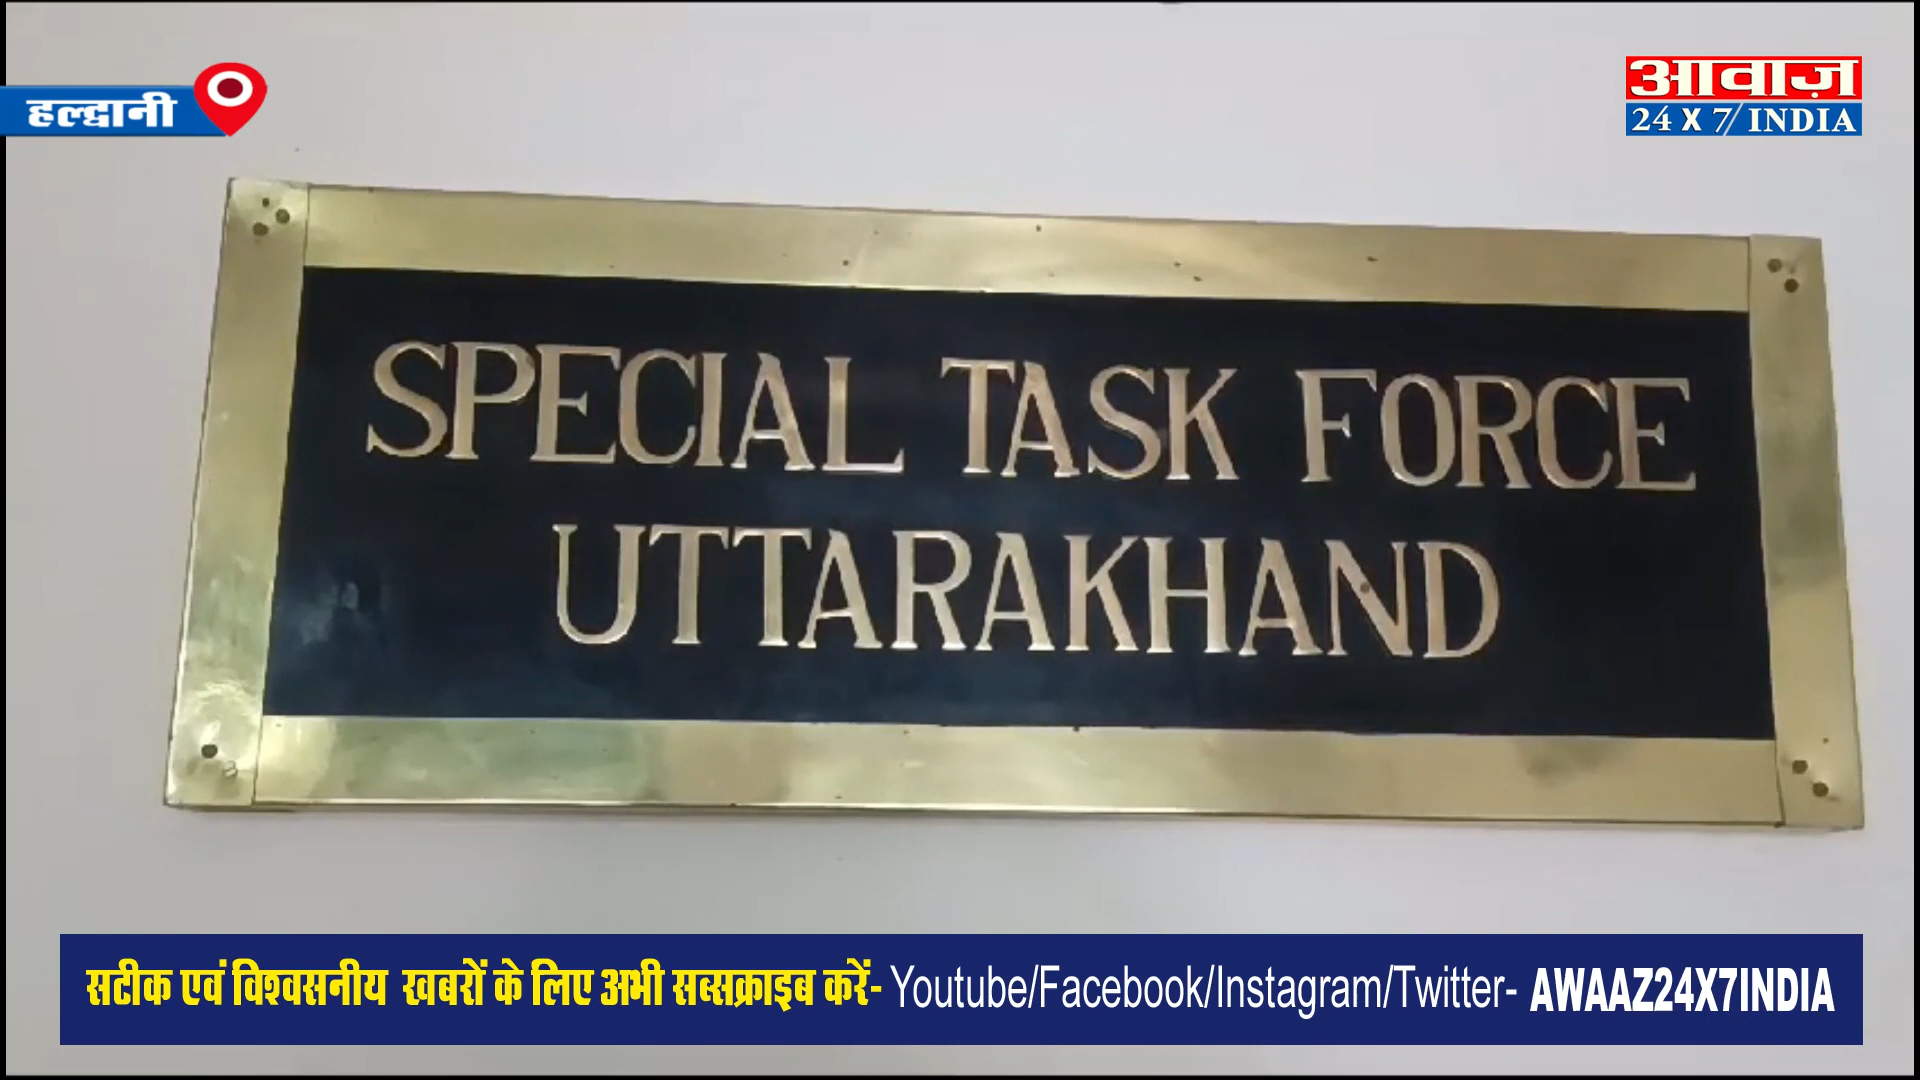 हल्द्वानी
आवाज़
24 X 7 INDIA
SPECIAL TASK FORCE
UTTARAKHAND
सटीक एवं विश्वसनीय खबरों के लिए अभी सब्सक्राइब करें- Youtube/Facebook/Instagram/Twitter- AWAAZ24X7INDIA